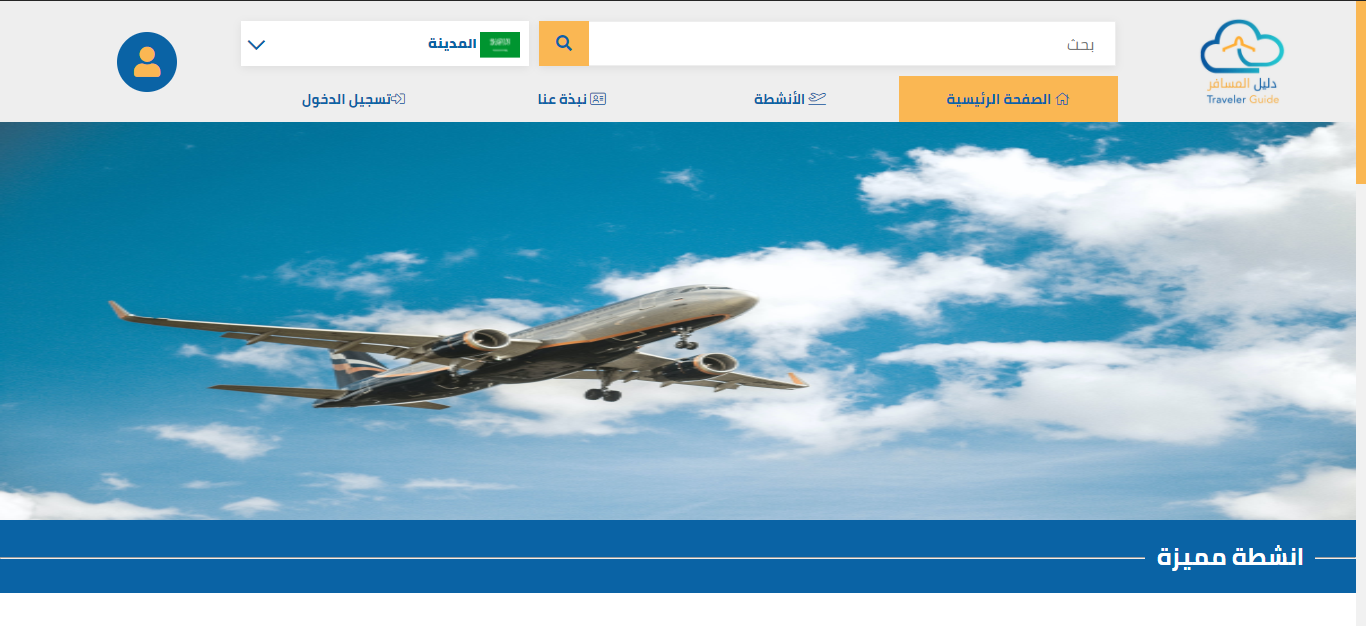 دليل المسافر
Traveler Guide
بحث
المدينة
الصفحة الرئيسية
الأنشطة
نبذة عنا
تسجيل الدخول
انشطة مميزة